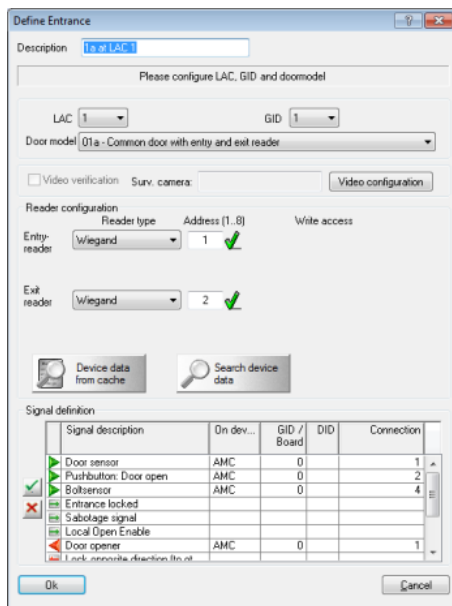 Define Entrance
Description 1a at LAC 1
Please configure LAC, GID and doormodel
LAC 1 GID 1
Door model 01a - Common door with entry and exit reader
Video verification Surv. camera: Video configuration
Reader configuration
Reader type Address (1..8) Write access
Entry-
reader Wiegand 1
Exit
reader Wiegand 2
Device data
from cache
Search device
data
Signal definition
Signal description On dev... GID /
Board DID Connection
Door sensor AMC 0 1
Pushbutton: Door open AMC 0 2
Boltsensor AMC 0 4
Entrance locked
Sabotage signal
Local Open Enable
Door opener AMC 0 1
Lock opposite direction (to ot
Ok Cancel